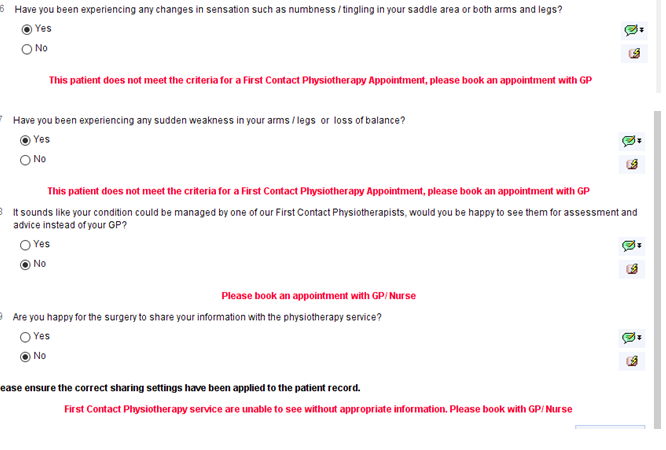 6 Have you been experiencing any changes in sensation such as numbness / tingling in your saddle area or both arms and legs?
Yes
No
This patient does not meet the criteria for a First Contact Physiotherapy Appointment, please book an appointment with GP
Have you been experiencing any sudden weakness in your arms / legs or loss of balance?
Yes
No
This patient does not meet the criteria for a First Contact Physiotherapy Appointment, please book an appointment with GP
It sounds like your condition could be managed by one of our First Contact Physiotherapists, would you be happy to see them for assessment and
advice instead of your GP?
Yes
No
Please book an appointment with GP/ Nurse
Are you happy for the surgery to share your information with the physiotherapy service?
Yes
No
ease ensure the correct sharing settings have been applied to the patient record.
First Contact Physiotherapy service are unable to see without appropriate information. Please book with GP/ Nurse